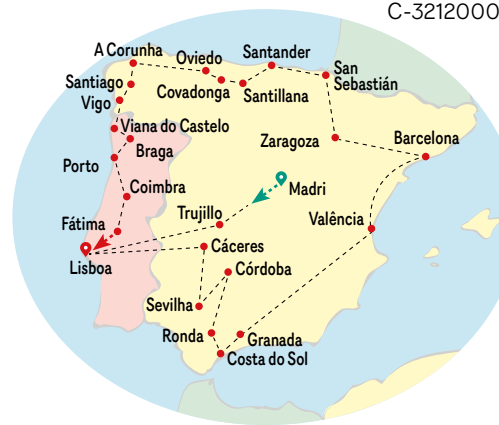 C-3212000
A Corunha
Oviedo
Santander
Santiago
Covadonga
Santillana
San
Sebastián
Vigo
Viana do Castelo
Braga
Zaragoza
Barcelona
Porto
Coimbra
Madri
Trujillo
Valência
Fátima
Cáceres
Lisboa
Córdoba
Sevilha
Ronda
Granada
Costa do Sol